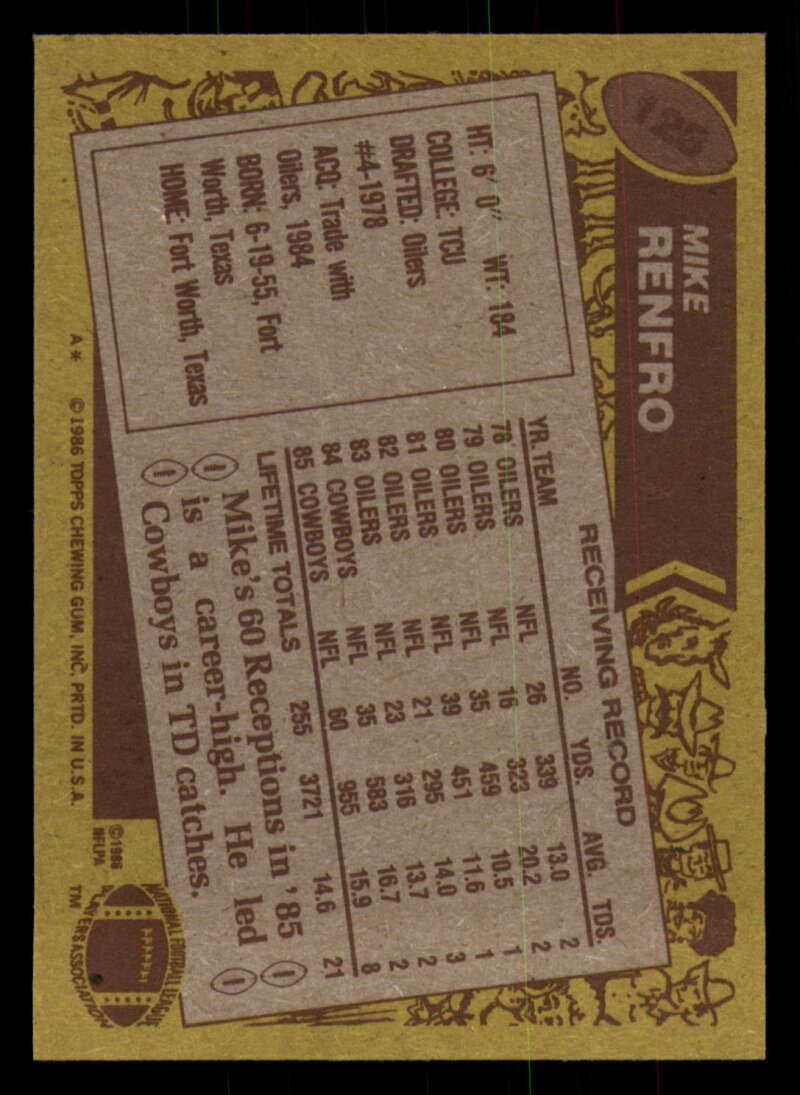 MIKE
RENFRO
HT: 6' 0" WT: 184
COLLEGE: TCU
DRAFTED: Oilers
#4-1978
ACQ: Trade with
Oilers, 1984
BORN: 6-19-55, Fort
Worth, Texas
HOME: Fort Worth, Texas
RECEIVING RECORD
YR. TEAM NO. YDS. AVG. TDS.
78 OILERS NFL 26 339 13.0 2
79 OILERS NFL 16 323 20.2 2
80 OILERS NFL 35 459 10.5 1
81 OILERS NFL 39 451 11.6 1
82 OILERS NFL 21 295 14.0 3
83 OILERS NFL 23 316 13.7 2
84 COWBOYS NFL 35 583 16.7 2
85 COWBOYS NFL 60 955 15.9 8
LIFETIME TOTALS 255 3721 14.6 21
Mike's 60 Receptions in '85
is a career-high. He led
Cowboys in TD catches.
A* ©1986 TOPPS CHEWING GUM, INC. PRTD. IN U.S.A.
©1986
NFLPA
NATIONAL FOOTBALL LEAGUE
PLAYERS ASSOCIATION
TM